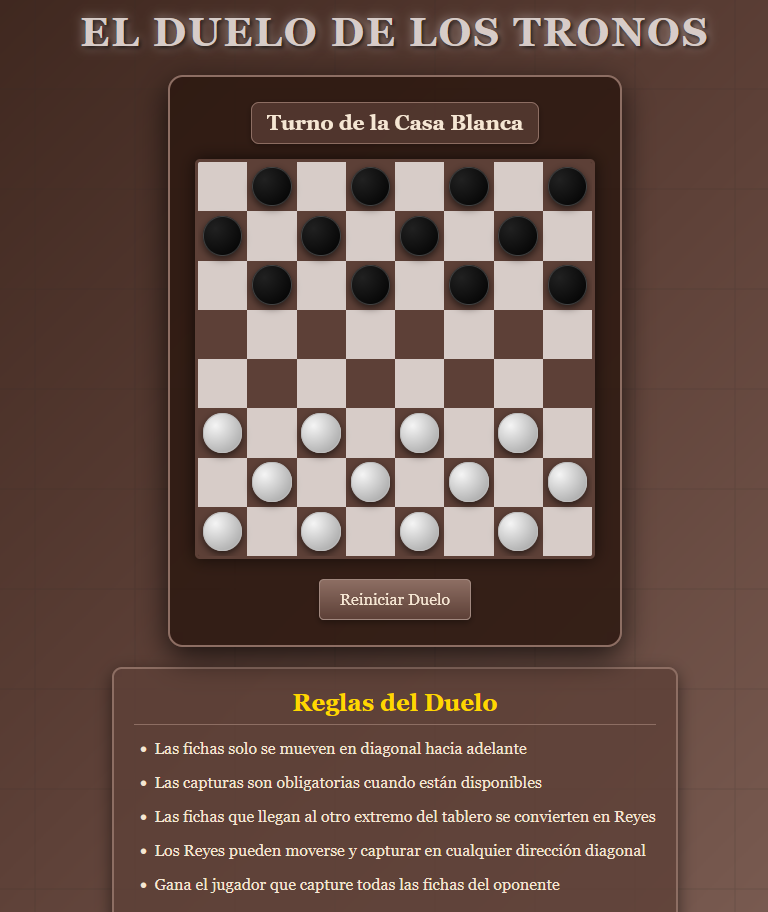 EL DUELO DE LOS TRONOS
Turno de la Casa Blanca
Reiniciar Duelo
Reglas del Duelo
Las fichas solo se mueven en diagonal hacia adelante
Las capturas son obligatorias cuando están disponibles
Las fichas que llegan al otro extremo del tablero se convierten en Reyes
Los Reyes pueden moverse y capturar en cualquier dirección diagonal
Gana el jugador que capture todas las fichas del oponente